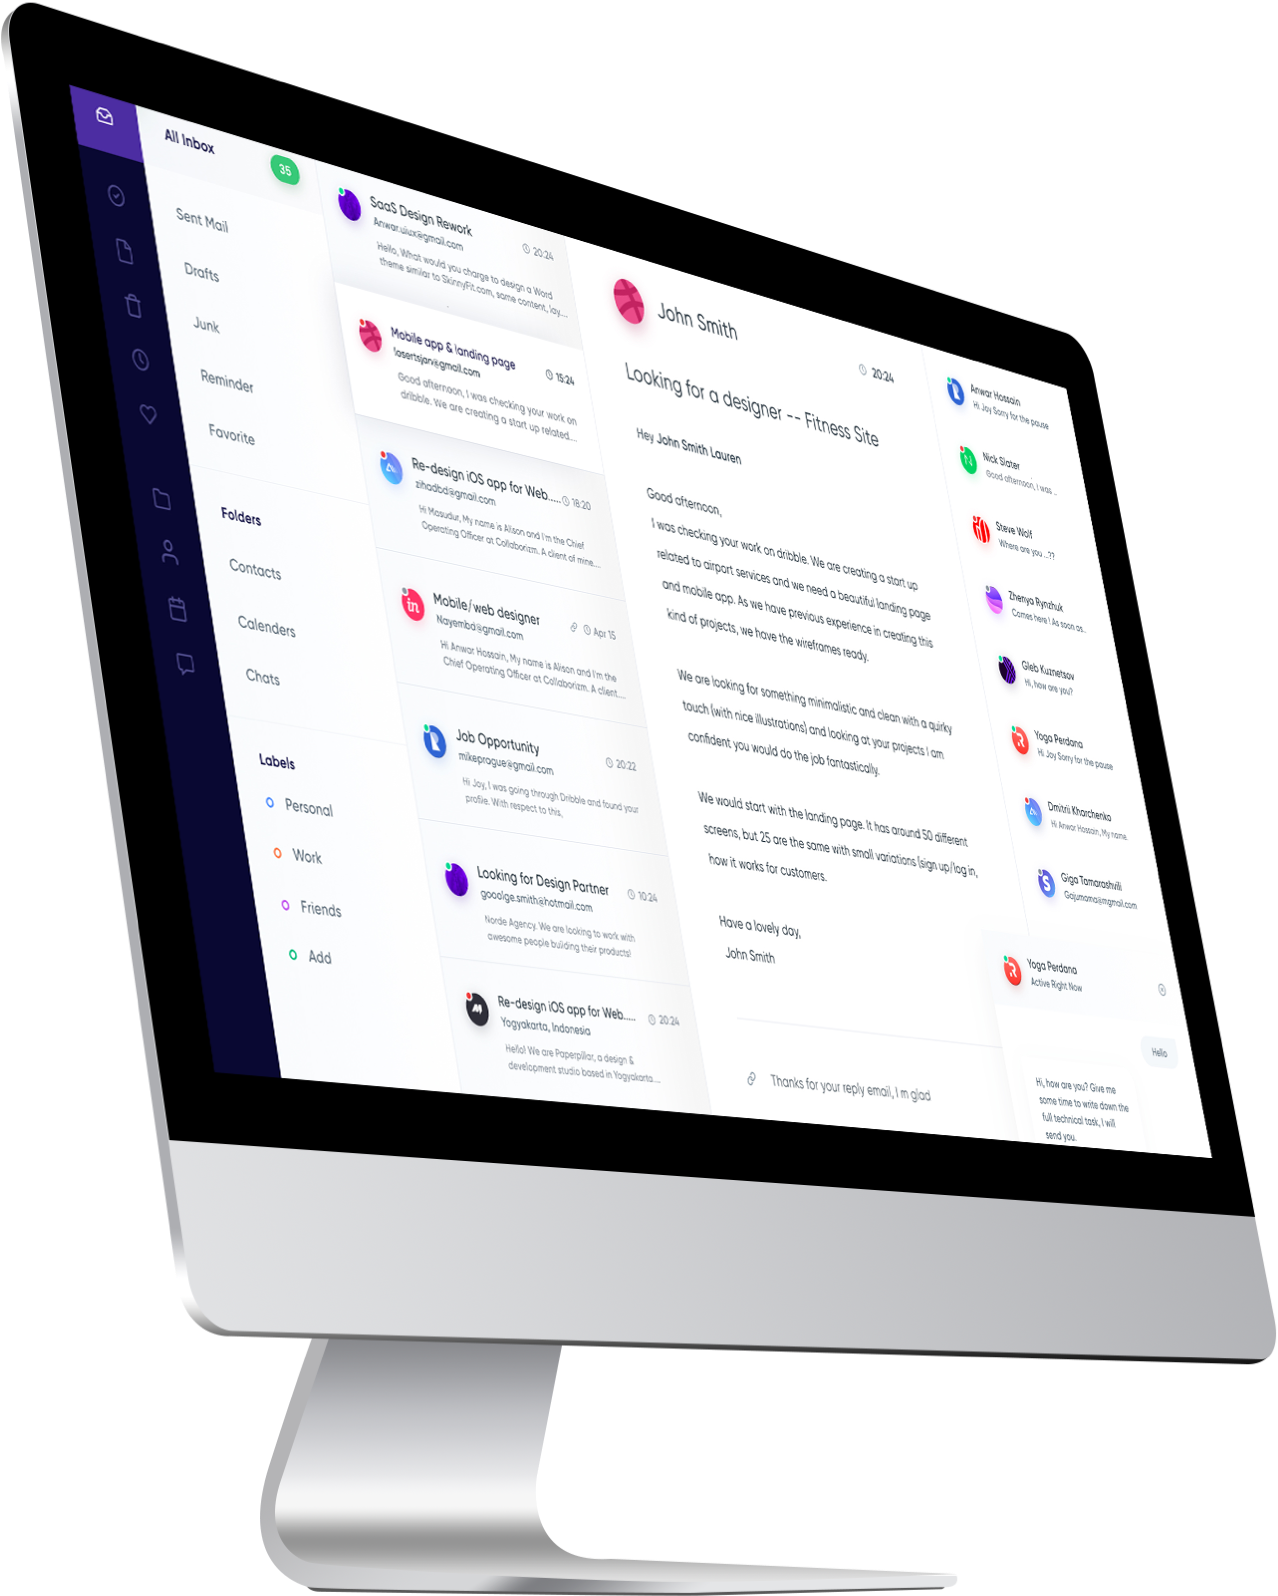 All Inbox
35
Sent Mail
Drafts
Junk
Reminder
Favorite
Folders
Contacts
Calenders
Chats
Labels
Personal
Work
Friends
Add
SaaS Design Rework
Anwar.uiux@gmail.com
20:24
Hello, What would you charge to design a Word
theme similar to SkinnyFit.com, same content, lay....
Mobile app & landing page
losertsjan@gmail.com
15:24
Good afternoon, I was checking your work on
dribble. We are creating a start up related....
Re-design iOS app for Web.....
18:20
zihadbd@gmail.com
Hi Masudur, My name is Alison and I'm the Chief
Operating Officer at Collaborizm. A client of mine....
Mobile/web designer
Nayembd@gmail.com
Apr 15
Hi Anwar Hossain, My name is Alison and I'm the
Chief Operating Officer at Collaborizm. A client....
Job Opportunity
mikeprague@gmail.com
20:22
Hi Joy, I was going through Dribble and found your
profile. With respect to this,
Looking for Design Partner
gooolge.smith@hotmail.com
10:24
Norde Agency. We are looking to work with
awesome people building their products!
Re-design iOS app for Web.....
20:24
Yogyakarta, Indonesia
Hello! We are Paperpillar, a design &
development studio based in Yogyakarta....
John Smith
20:24
Looking for a designer -- Fitness Site
Hey John Smith Lauren
Good afternoon,
I was checking your work on dribble. We are creating a start up
related to airport services and we need a beautiful landing page
and mobile app. As we have previous experience in creating this
kind of projects, we have the wireframes ready.
We are looking for something minimalistic and clean with a quirky
touch (with nice illustrations) and looking at your projects I am
confident you would do the job fantastically.
We would start with the landing page. It has around 50 different
screens, but 25 are the same with small variations (sign up/log in,
how it works for customers.
Have a lovely day,
John Smith
Thanks for your reply email, I m glad
Anwar Hossain
Hi Joy Sorry for the pause
Nick Slater
Good afternoon, I was ..
Steve Wolf
Where are you...??
Zhenya Rynzhuk
Comes here ! As soon as..
Gleb Kuznetsov
Hi, how are you?
Yoga Perdana
Hi Joy Sorry for the pause
Dmitrii Kharchenko
Hi Anwar Hossain, My name.
Giga Tamarashvili
Gajumama@mgmail.com
Yoga Perdana
Active Right Now
Hello
Hi, how are you? Give me
some time to write down the
full technical task, I will
send you.